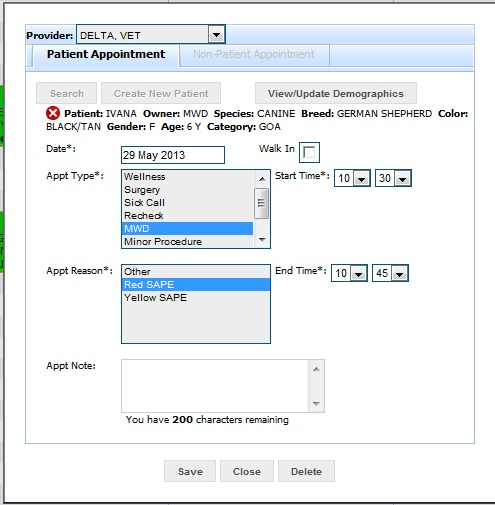 Provider: DELTA, VET
Patient Appointment Non-Patient Appointment
Search Create New Patient View/Update Demographics
Patient: IVANA Owner: MWD Species: CANINE Breed: GERMAN SHEPHERD Color:
BLACK/TAN Gender: F Age: 6 Y Category: GOA
Date*: 29 May 2013 Walk In
Appt Type*: Wellness Start Time*: 10 30
Surgery
Sick Call
Recheck
MWD
Minor Procedure
Appt Reason*: Other End Time*: 10 45
Red SAPE
Yellow SAPE
Appt Note:
You have 200 characters remaining
Save Close Delete